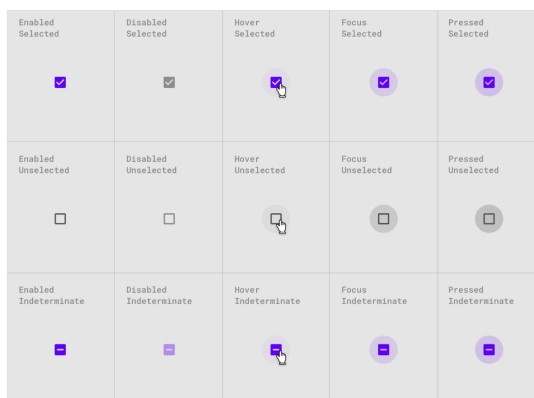 Enabled
Selected
Disabled
Selected
Hover
Selected
Focus
Selected
Pressed
Selected
Enabled
Unselected
Disabled
Unselected
Hover
Unselected
Focus
Unselected
Pressed
Unselected
Enabled
Indeterminate
Disabled
Indeterminate
Hover
Indeterminate
Focus
Indeterminate
Pressed
Indeterminate